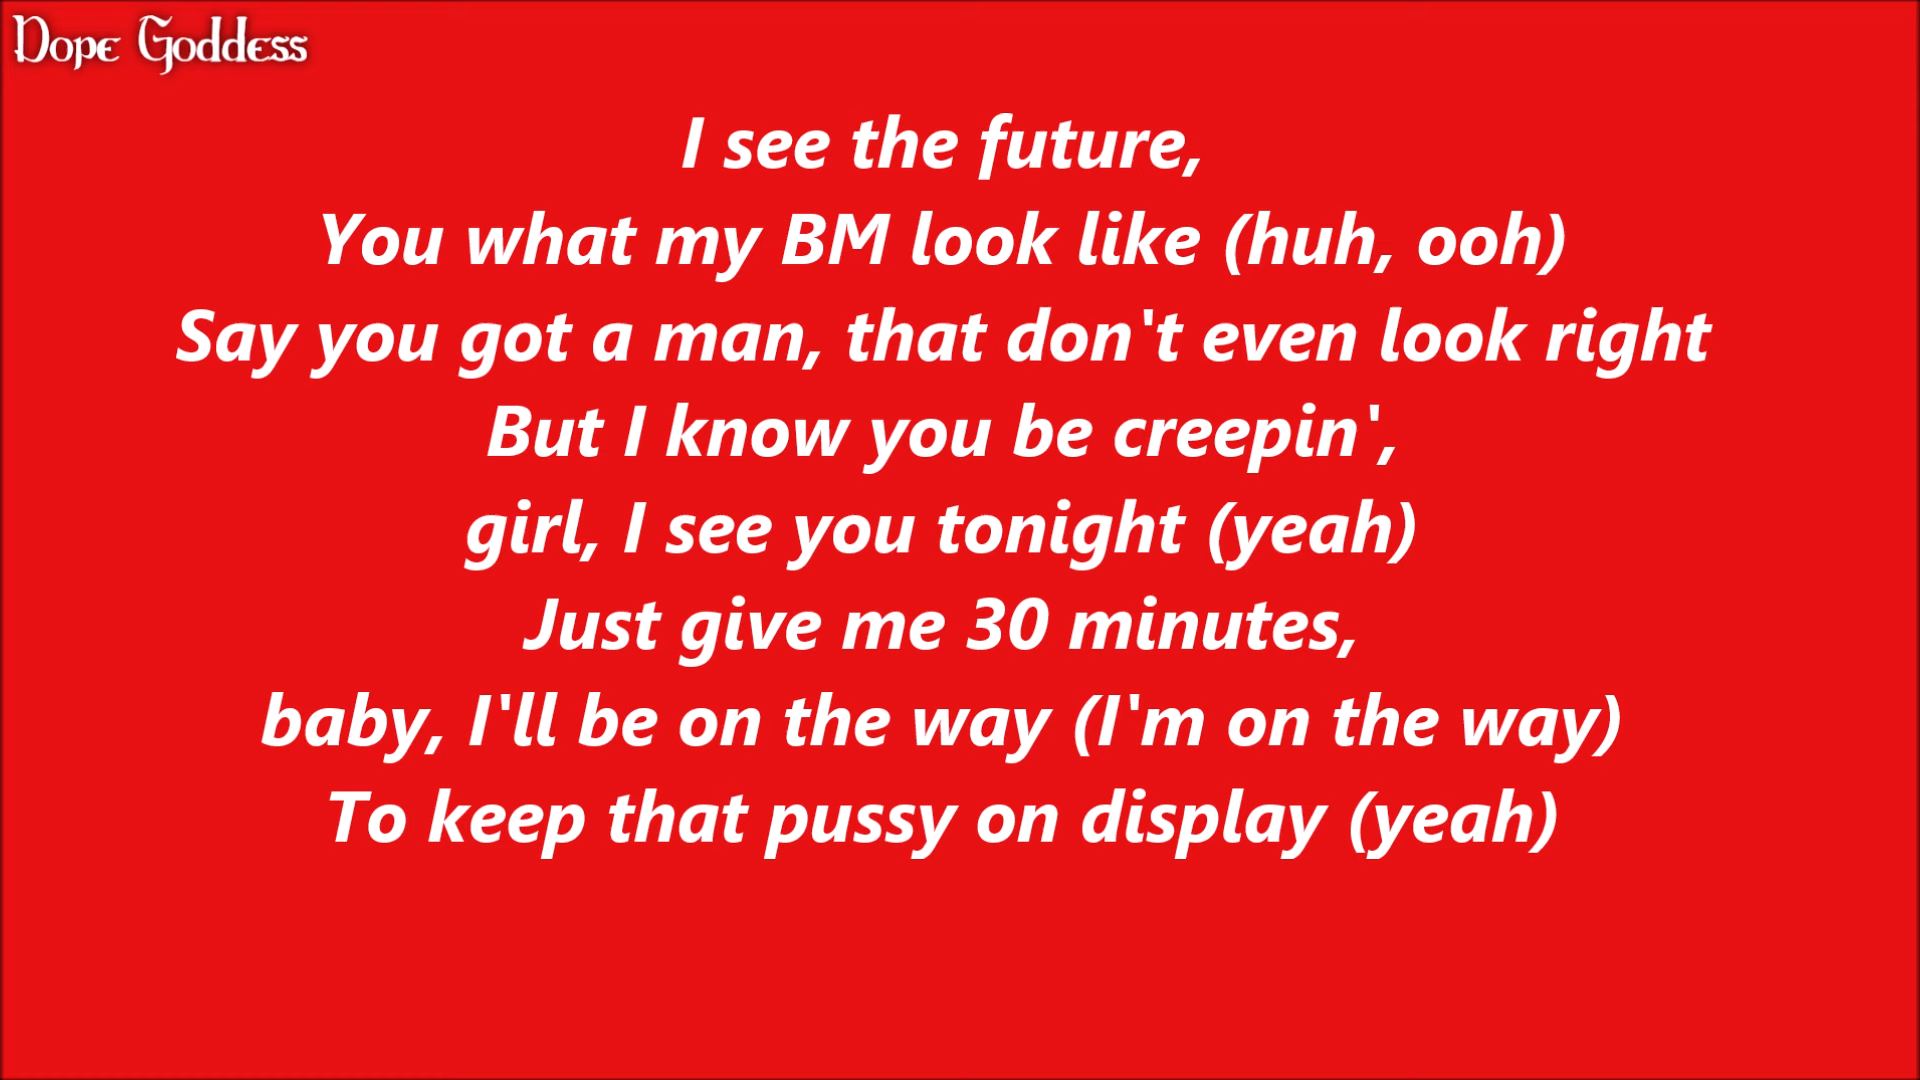 Dope Goddess
I see the future,
You what my BM look like (huh, ooh)
Say you got a man, that don't even look right
But I know you be creepin',
girl, I see you tonight (yeah)
Just give me 30 minutes,
baby, I'll be on the way (I'm on the way)
To keep that pussy on display (yeah)